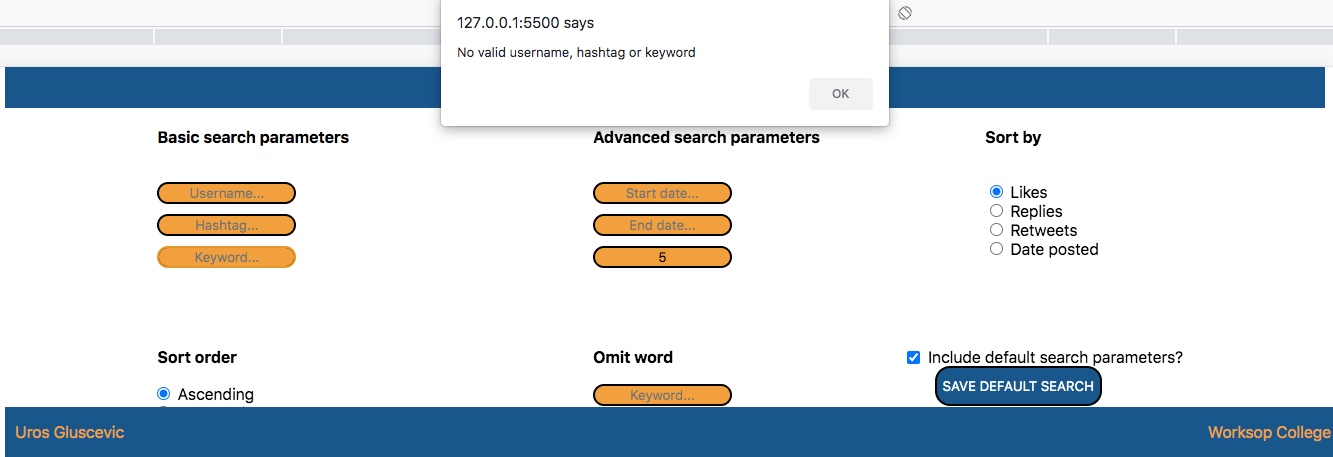 127.0.0.1:5500 says
No valid username, hashtag or keyword
OK
Basic search parameters
Username...
Hashtag...
Keyword...
Advanced search parameters
Start date...
End date...
5
Sort by
Likes
Replies
Retweets
Date posted
Sort order
Ascending
Omit word
Keyword...
Include default search parameters?
SAVE DEFAULT SEARCH
Uros Gluscevic
Worksop College